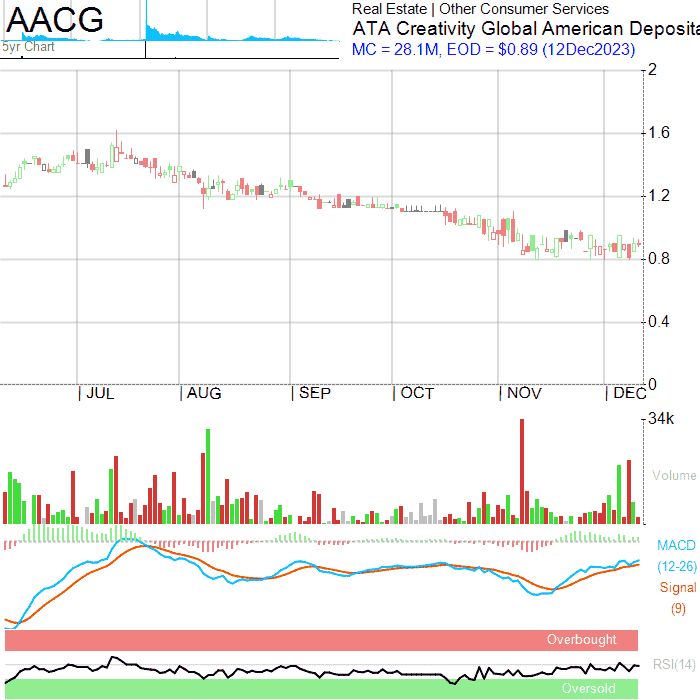 AACG
5yr Chart
Real Estate | Other Consumer Services
ATA Creativity Global American Deposita
MC = 28.1M, EOD = $0.89 (12Dec2023)
2
1.6
1.2
0.8
0.4
0
| JUL | AUG | SEP | OCT | NOV | DEC
34k
Volume
MACD
(12-26)
Signal
(9)
Overbought
RSI(14)
Oversold